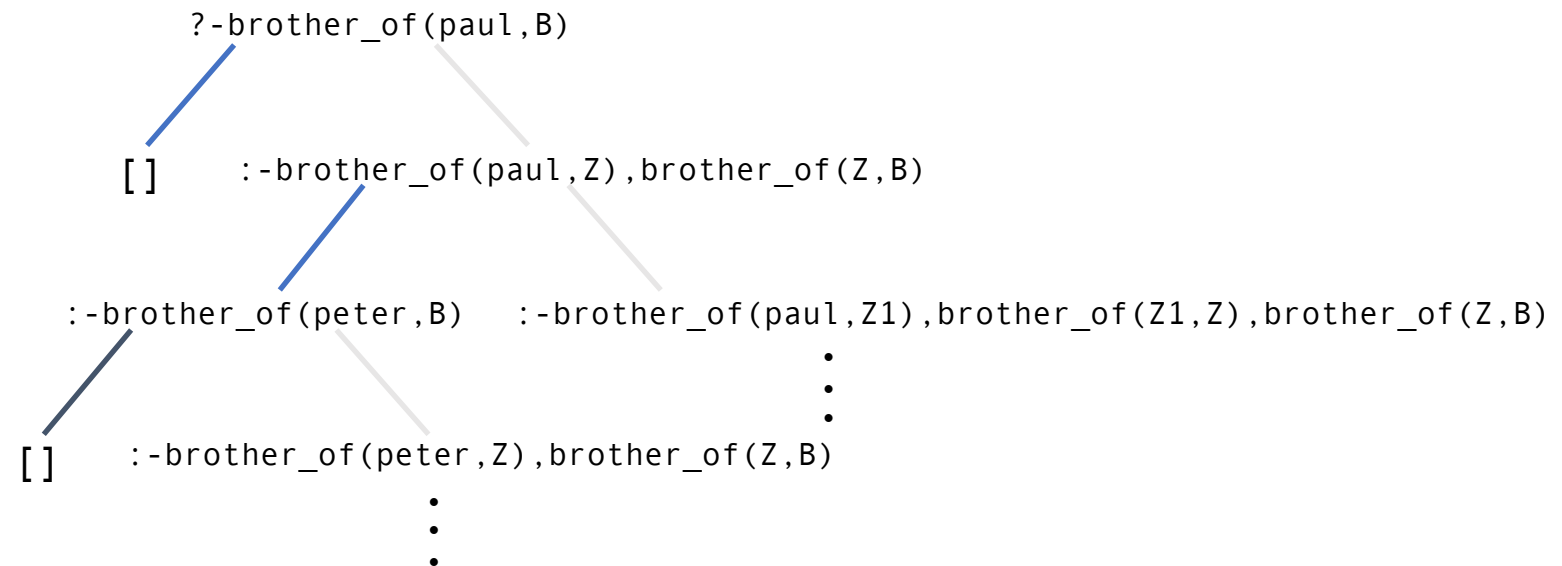 ?-brother_of(paul,B)
[] :-brother_of(paul,Z),brother_of(Z,B)
:-brother_of(peter,B) :-brother_of(paul,Z1),brother_of(Z1,Z),brother_of(Z,B)
[] :-brother_of(peter,Z),brother_of(Z,B)